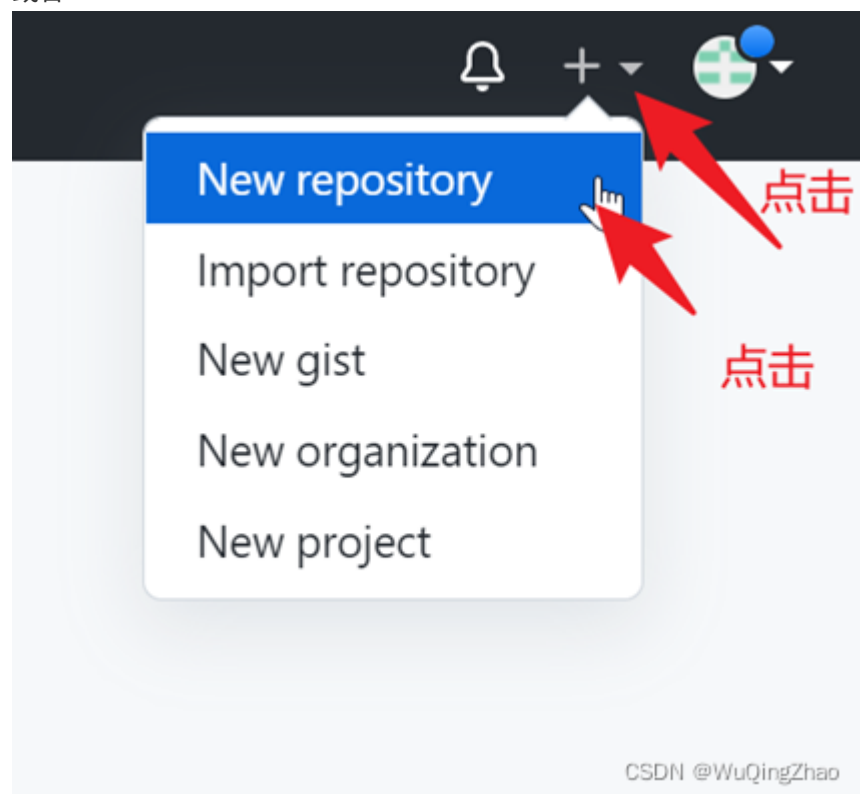 New repository
点击
Import repository
New gist
点击
New organization
New project
CSDN @WuQingZhao